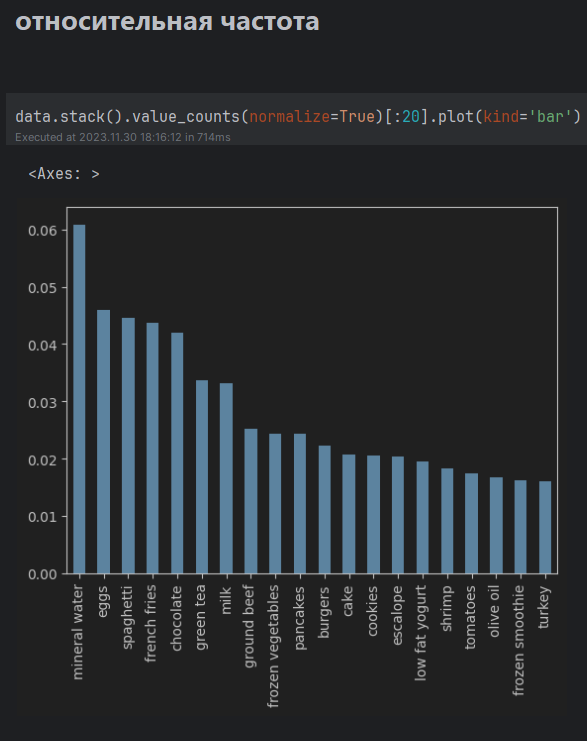 относительная частота
data.stack().value_counts(normalize=True)[:20].plot(kind='bar')
Executed at 2023.11.30 18:16:12 in 714ms
<Axes: >
0.06
0.05
0.04
0.03
0.02
0.01
0.00
mineral water
eggs
spaghetti
french fries
chocolate
green tea
milk
ground beef
frozen vegetables
pancakes
burgers
cake
cookies
escalope
low fat yogurt
shrimp
tomatoes
olive oil
frozen smoothie
turkey